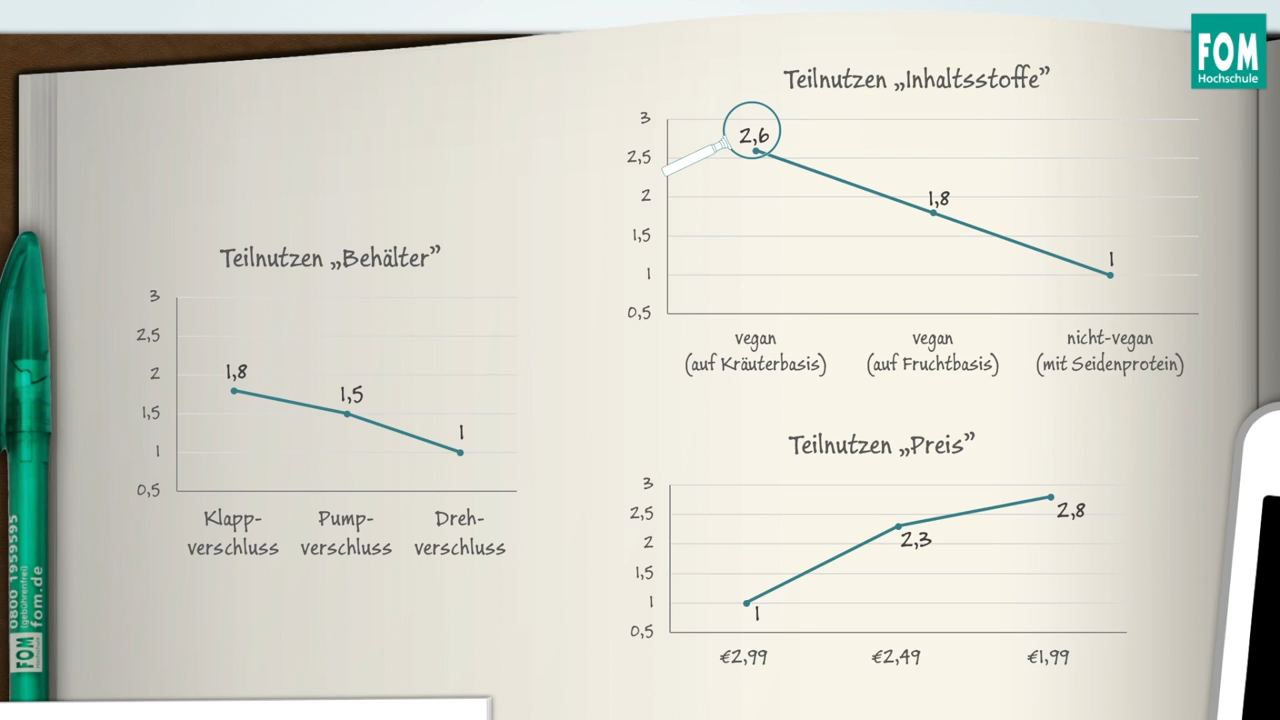 FOM
Hochschule
Teilnutzen „Inhaltsstoffe”
3
2,5
2
1,5
1
0,5
2,6
1,8
1
vegan
(auf Kräuterbasis)
vegan
(auf Fruchtbasis)
nicht-vegan
(mit Seidenprotein)
Teilnutzen „Behälter”
3
2,5
2
1,5
1
0,5
1,8
1,5
1
Klapp-
verschluss
Pump-
verschluss
Dreh-
verschluss
Teilnutzen „Preis”
3
2,5
2
1,5
1
0,5
1
2,3
2,8
€2,99
€2,49
€1,99
0800 1959595
(gebührenfrei)
fom.de
FOM
Hochschule